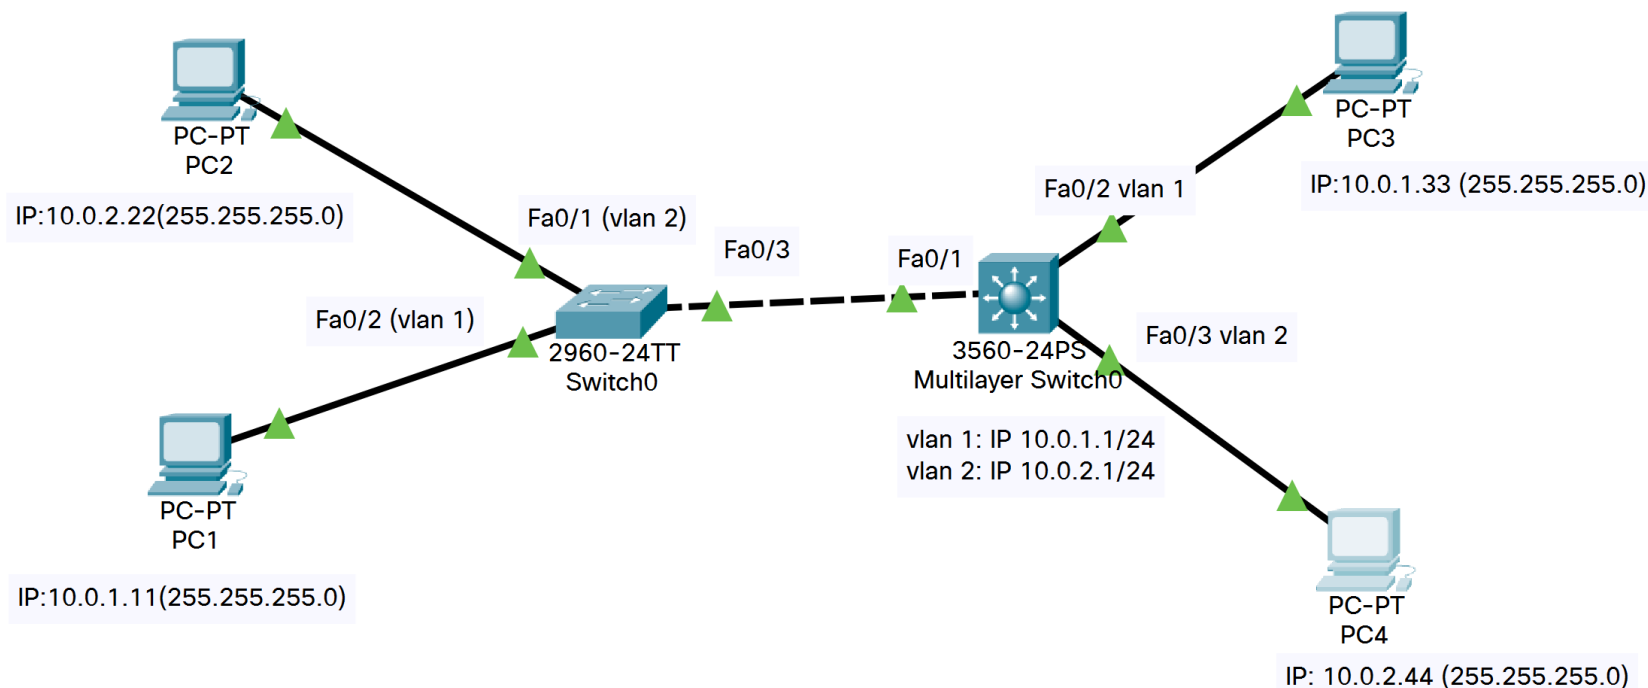 PC-PT
PC2
IP:10.0.2.22(255.255.255.0)
Fa0/1 (vlan 2)
Fa0/2 (vlan 1)
Fa0/3
2960-24TT
Switch0
PC-PT
PC1
IP:10.0.1.11(255.255.255.0)
Fa0/1
3560-24PS
Multilayer Switch0
vlan 1: IP 10.0.1.1/24
vlan 2: IP 10.0.2.1/24
Fa0/2 vlan 1
PC-PT
PC3
IP:10.0.1.33 (255.255.255.0)
Fa0/3 vlan 2
PC-PT
PC4
IP: 10.0.2.44 (255.255.255.0)